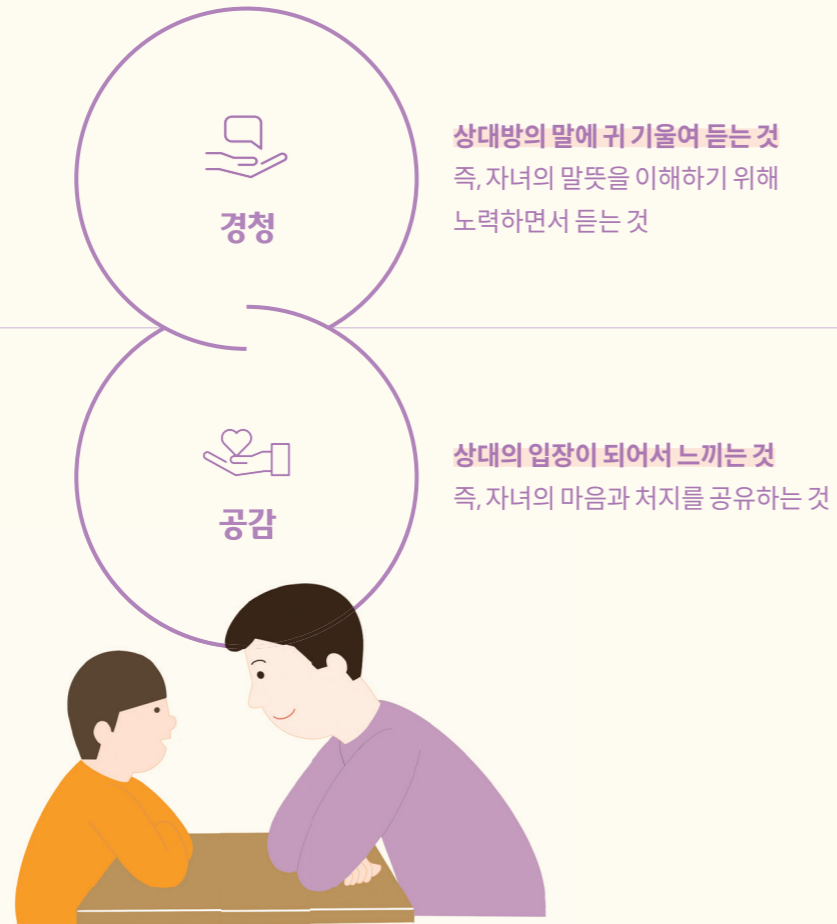 경청
상대방의 말에 귀 기울여 듣는 것
즉, 자녀의 말뜻을 이해하기 위해
노력하면서 듣는 것
공감
상대의 입장이 되어서 느끼는 것
즉, 자녀의 마음과 처지를 공유하는 것